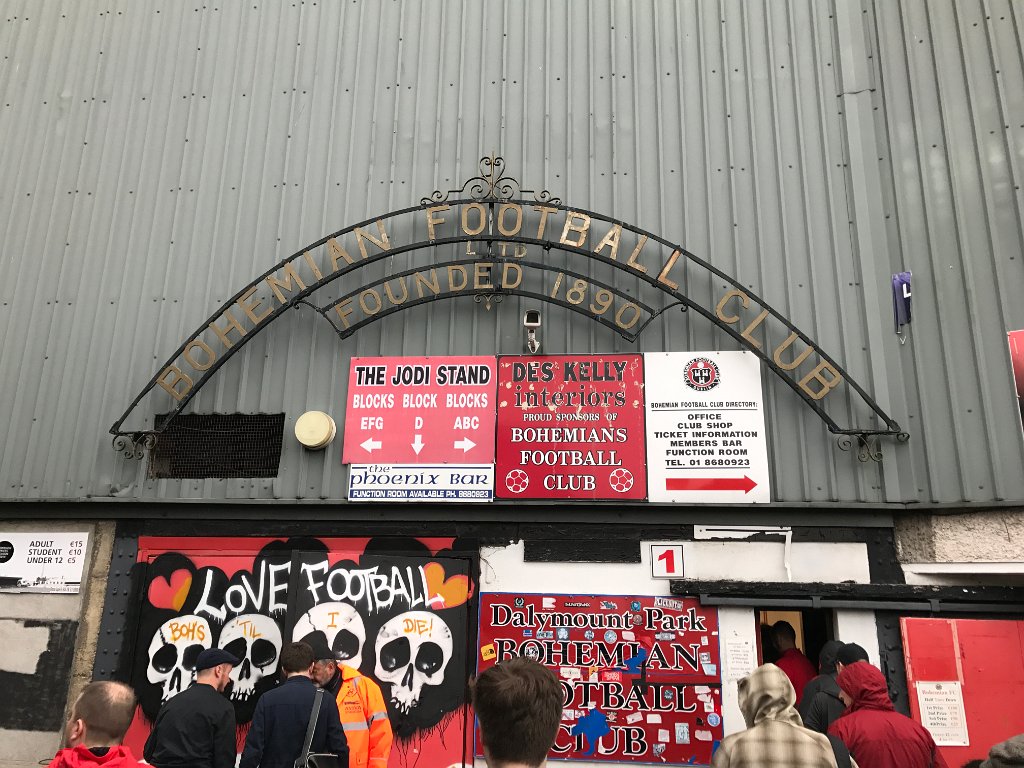 BOHEMIAN FOOTBALL CLUB
LTD
FOUNDED 1890
THE JODI STAND
BLOCKS BLOCK BLOCKS
EFG D ABC
the phoenix Bar
FUNCTION ROOM AVAILABLE PH. 8680923
DES KELLY
interiors
PROUD SPONSORS OF
BOHEMIANS
FOOTBALL
CLUB
BOHEMIAN FOOTBALL CLUB DIRECTORY:
OFFICE
CLUB SHOP
TICKET INFORMATION
MEMBERS BAR
FUNCTION ROOM
TEL. 01 8680923
ADULT €15
STUDENT €10
UNDER 12 €5
LOVE FOOTBALL
BOH'S 'TIL I DIE!
1
Dalymount Park
BOHEMIAN
FOOTBALL
CLUB
Bohemian FC